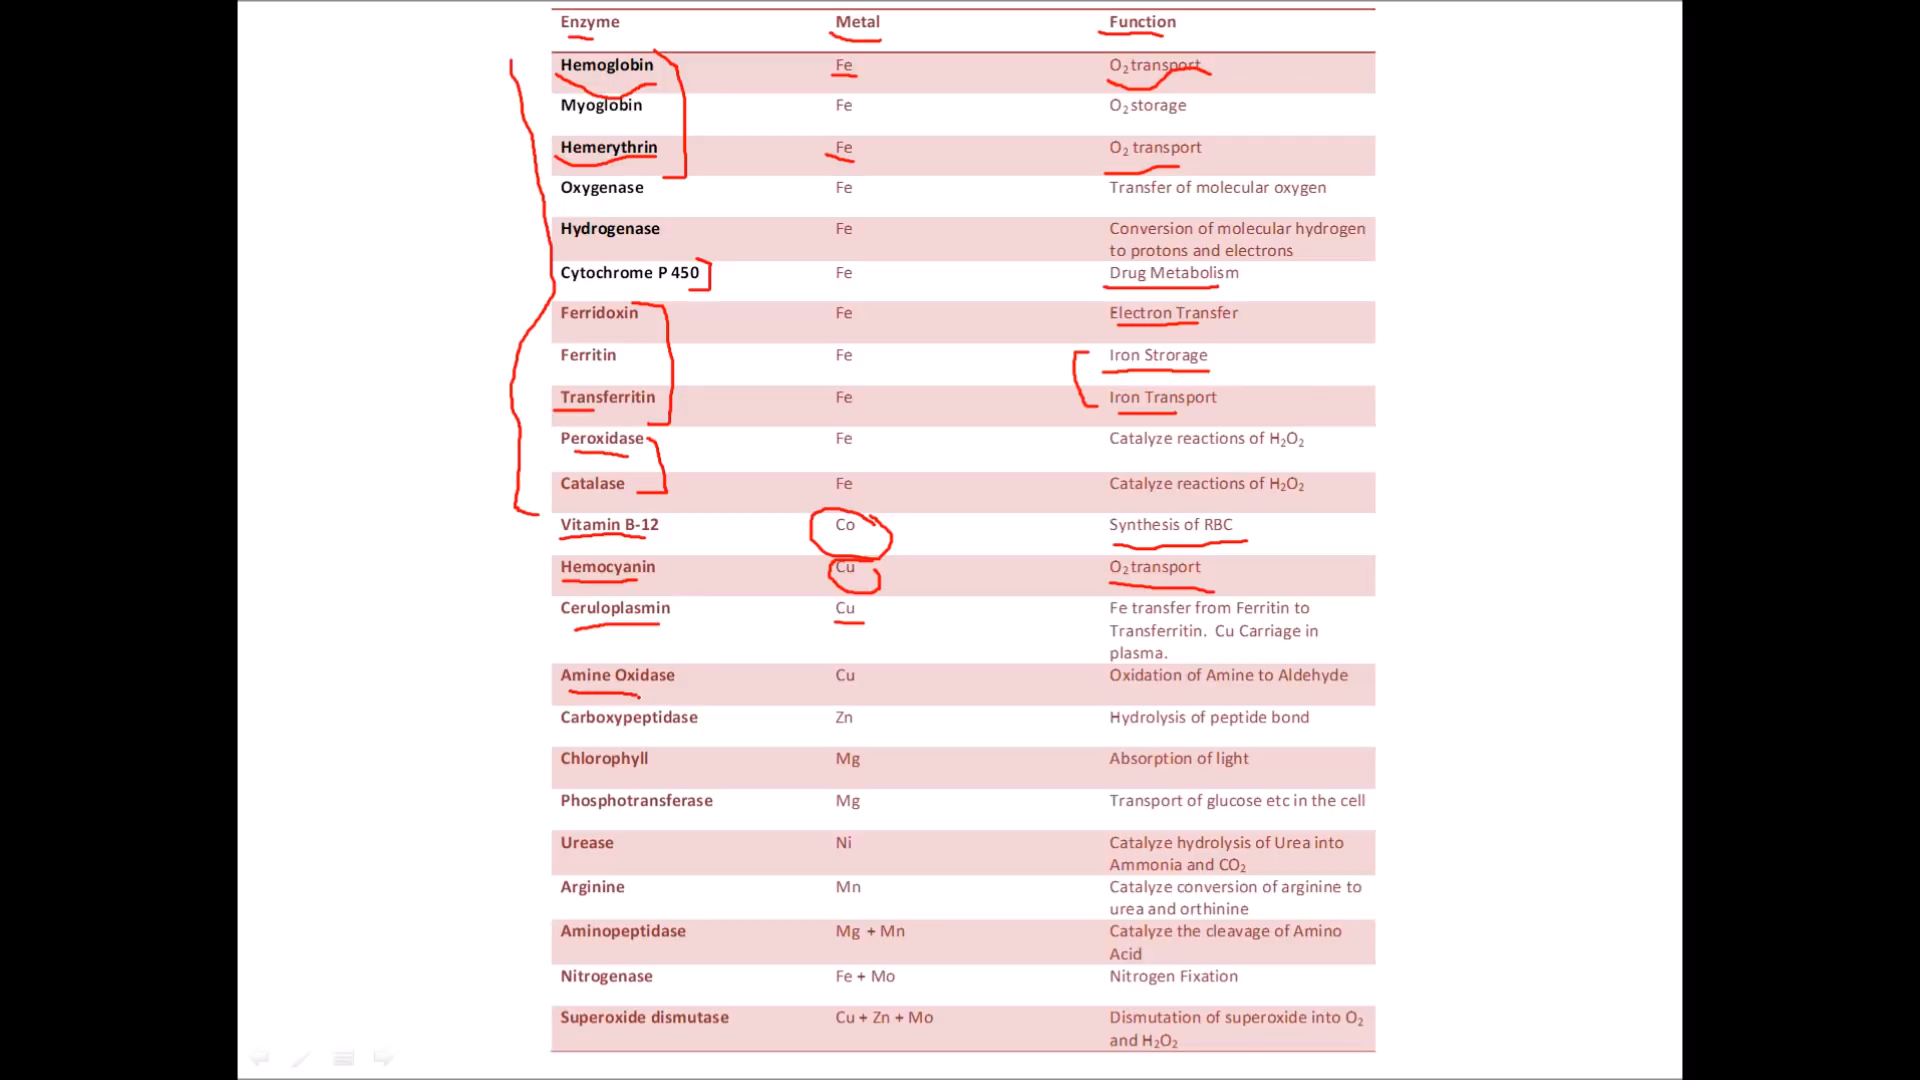 Enzyme Metal Function
Hemoglobin Fe O₂ transport
Myoglobin Fe O₂ storage
Hemerythrin Fe O₂ transport
Oxygenase Fe Transfer of molecular oxygen
Hydrogenase Fe Conversion of molecular hydrogen
to protons and electrons
Cytochrome P 450 Fe Drug Metabolism
Ferridoxin Fe Electron Transfer
Ferritin Fe Iron Strorage
Transferritin Fe Iron Transport
Peroxidase Fe Catalyze reactions of H₂O₂
Catalase Fe Catalyze reactions of H₂O₂
Vitamin B-12 Co Synthesis of RBC
Hemocyanin Cu O₂ transport
Ceruloplasmin Cu Fe transfer from Ferritin to
Transferritin. Cu Carriage in
plasma.
Amine Oxidase Cu Oxidation of Amine to Aldehyde
Carboxypeptidase Zn Hydrolysis of peptide bond
Chlorophyll Mg Absorption of light
Phosphotransferase Mg Transport of glucose etc in the cell
Urease Ni Catalyze hydrolysis of Urea into
Ammonia and CO₂
Arginine Mn Catalyze conversion of arginine to
urea and orthinine
Aminopeptidase Mg + Mn Catalyze the cleavage of Amino
Acid
Nitrogenase Fe + Mo Nitrogen Fixation
Superoxide dismutase Cu + Zn + Mo Dismutation of superoxide into O₂
and H₂O₂